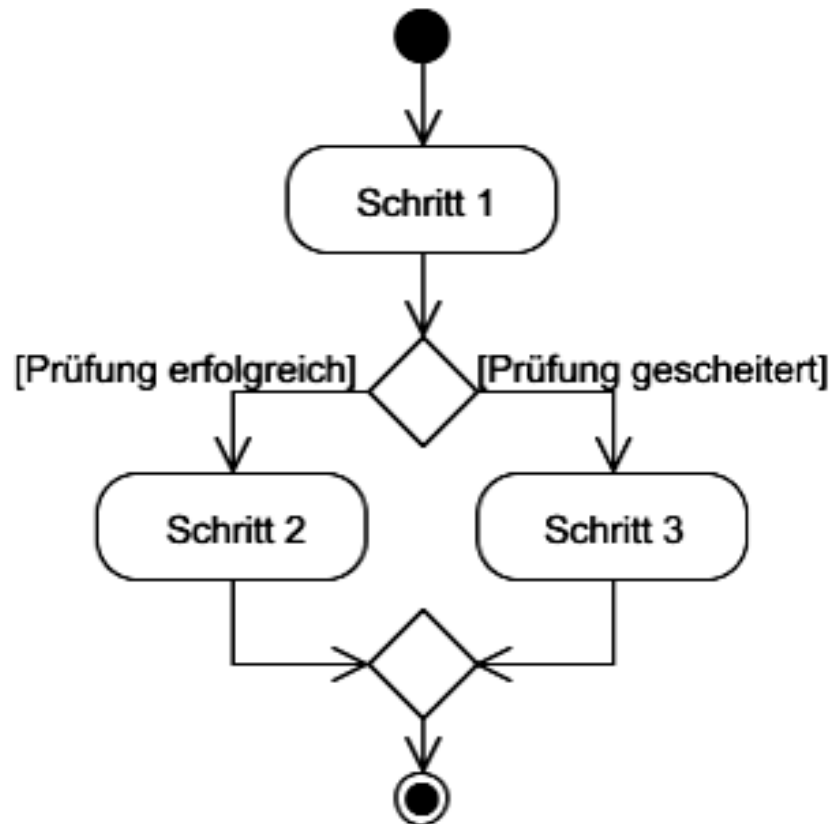 Schritt 1
[Prüfung erfolgreich]
[Prüfung gescheitert]
Schritt 2
Schritt 3